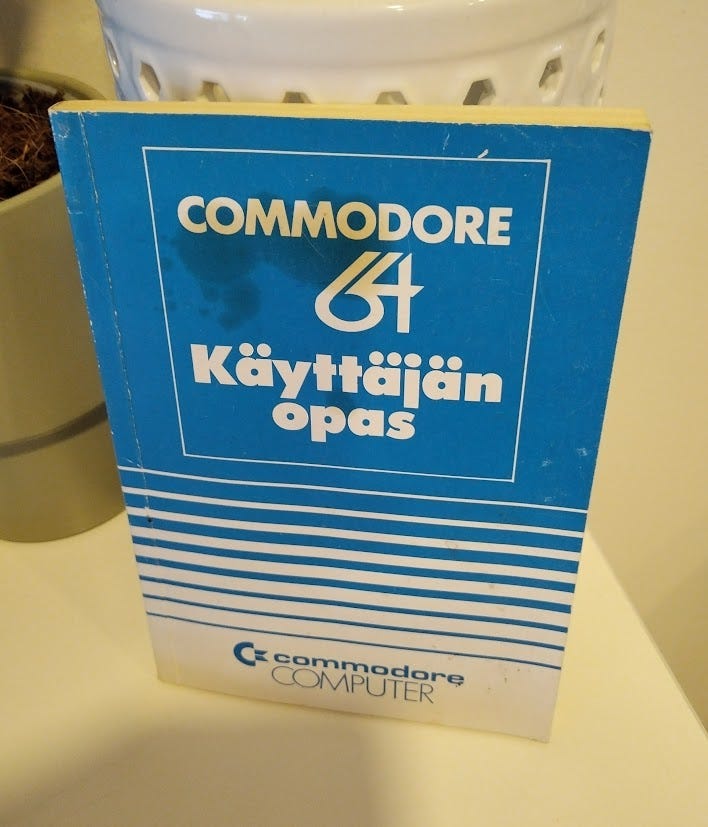 COMMODORE
64
Käyttäjän
opas
commodore
COMPUTER